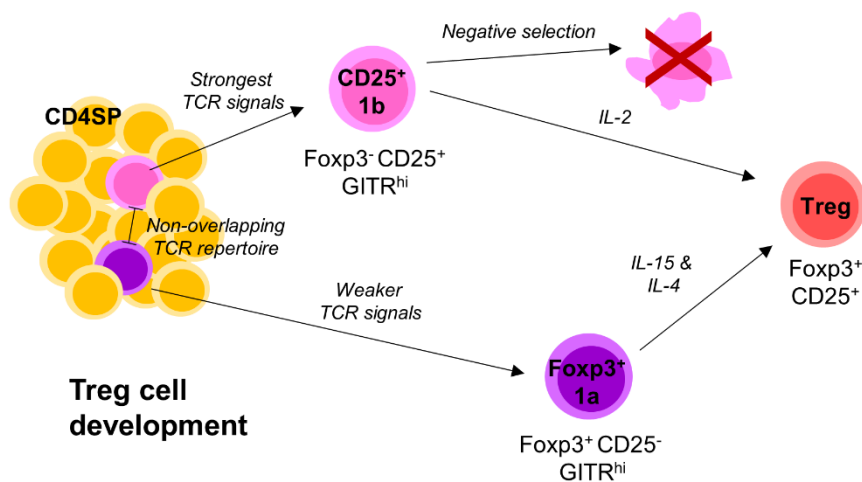 Negative selection
Strongest
TCR signals
CD25⁺
1b
CD4SP
IL-2
Foxp3⁻ CD25⁺
GITRʰⁱ
Treg
Non-overlapping
TCR repertoire
IL-15 &
IL-4
Foxp3⁺
CD25⁺
Weaker
TCR signals
Foxp3⁺
1a
Treg cell
development
Foxp3⁺ CD25⁻
GITRʰⁱ